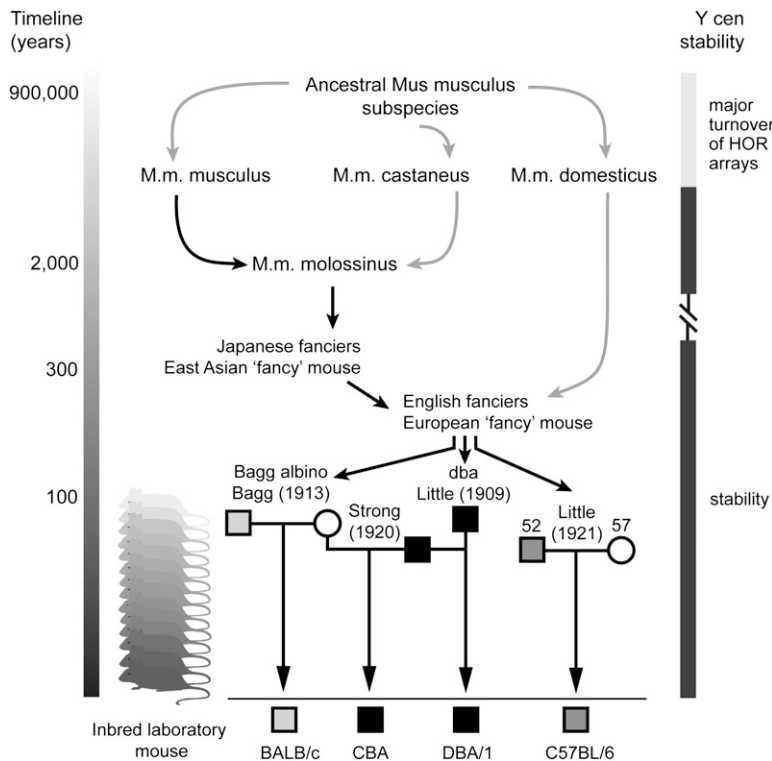 Timeline
(years)
Y cen
stability
900,000
Ancestral Mus musculus
subspecies
major
turnover
of HOR
arrays
M.m. musculus
M.m. castaneus
M.m. domesticus
2,000
M.m. molossinus
Japanese fanciers
East Asian ‘fancy’ mouse
300
English fanciers
European ‘fancy’ mouse
100
Bagg albino
Bagg (1913)
dba
Little (1909)
Strong
(1920)
52
Little
(1921)
57
stability
Inbred laboratory
mouse
BALB/c
CBA
DBA/1
C57BL/6